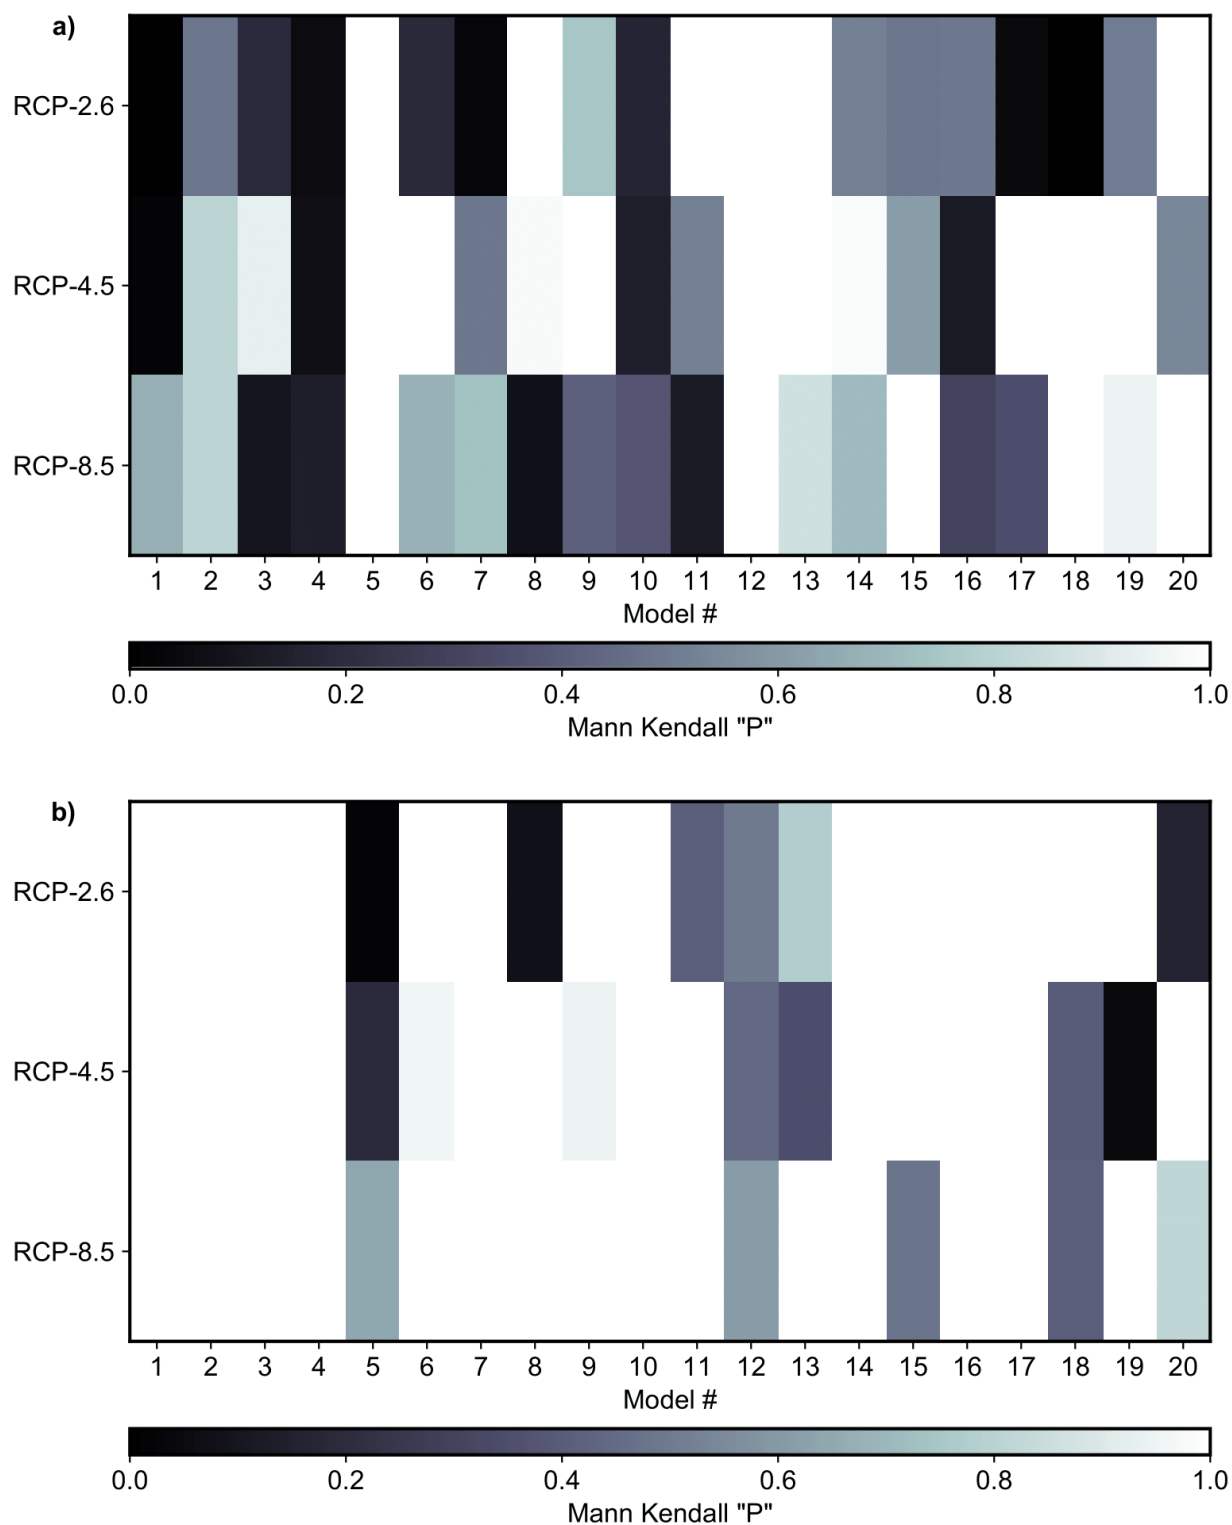 a)
RCP-2.6
RCP-4.5
RCP-8.5
1 2 3 4 5 6 7 8 9 10 11 12 13 14 15 16 17 18 19 20
Model #
0.0 0.2 0.4 0.6 0.8 1.0
Mann Kendall "P"
b)
RCP-2.6
RCP-4.5
RCP-8.5
1 2 3 4 5 6 7 8 9 10 11 12 13 14 15 16 17 18 19 20
Model #
0.0 0.2 0.4 0.6 0.8 1.0
Mann Kendall "P"